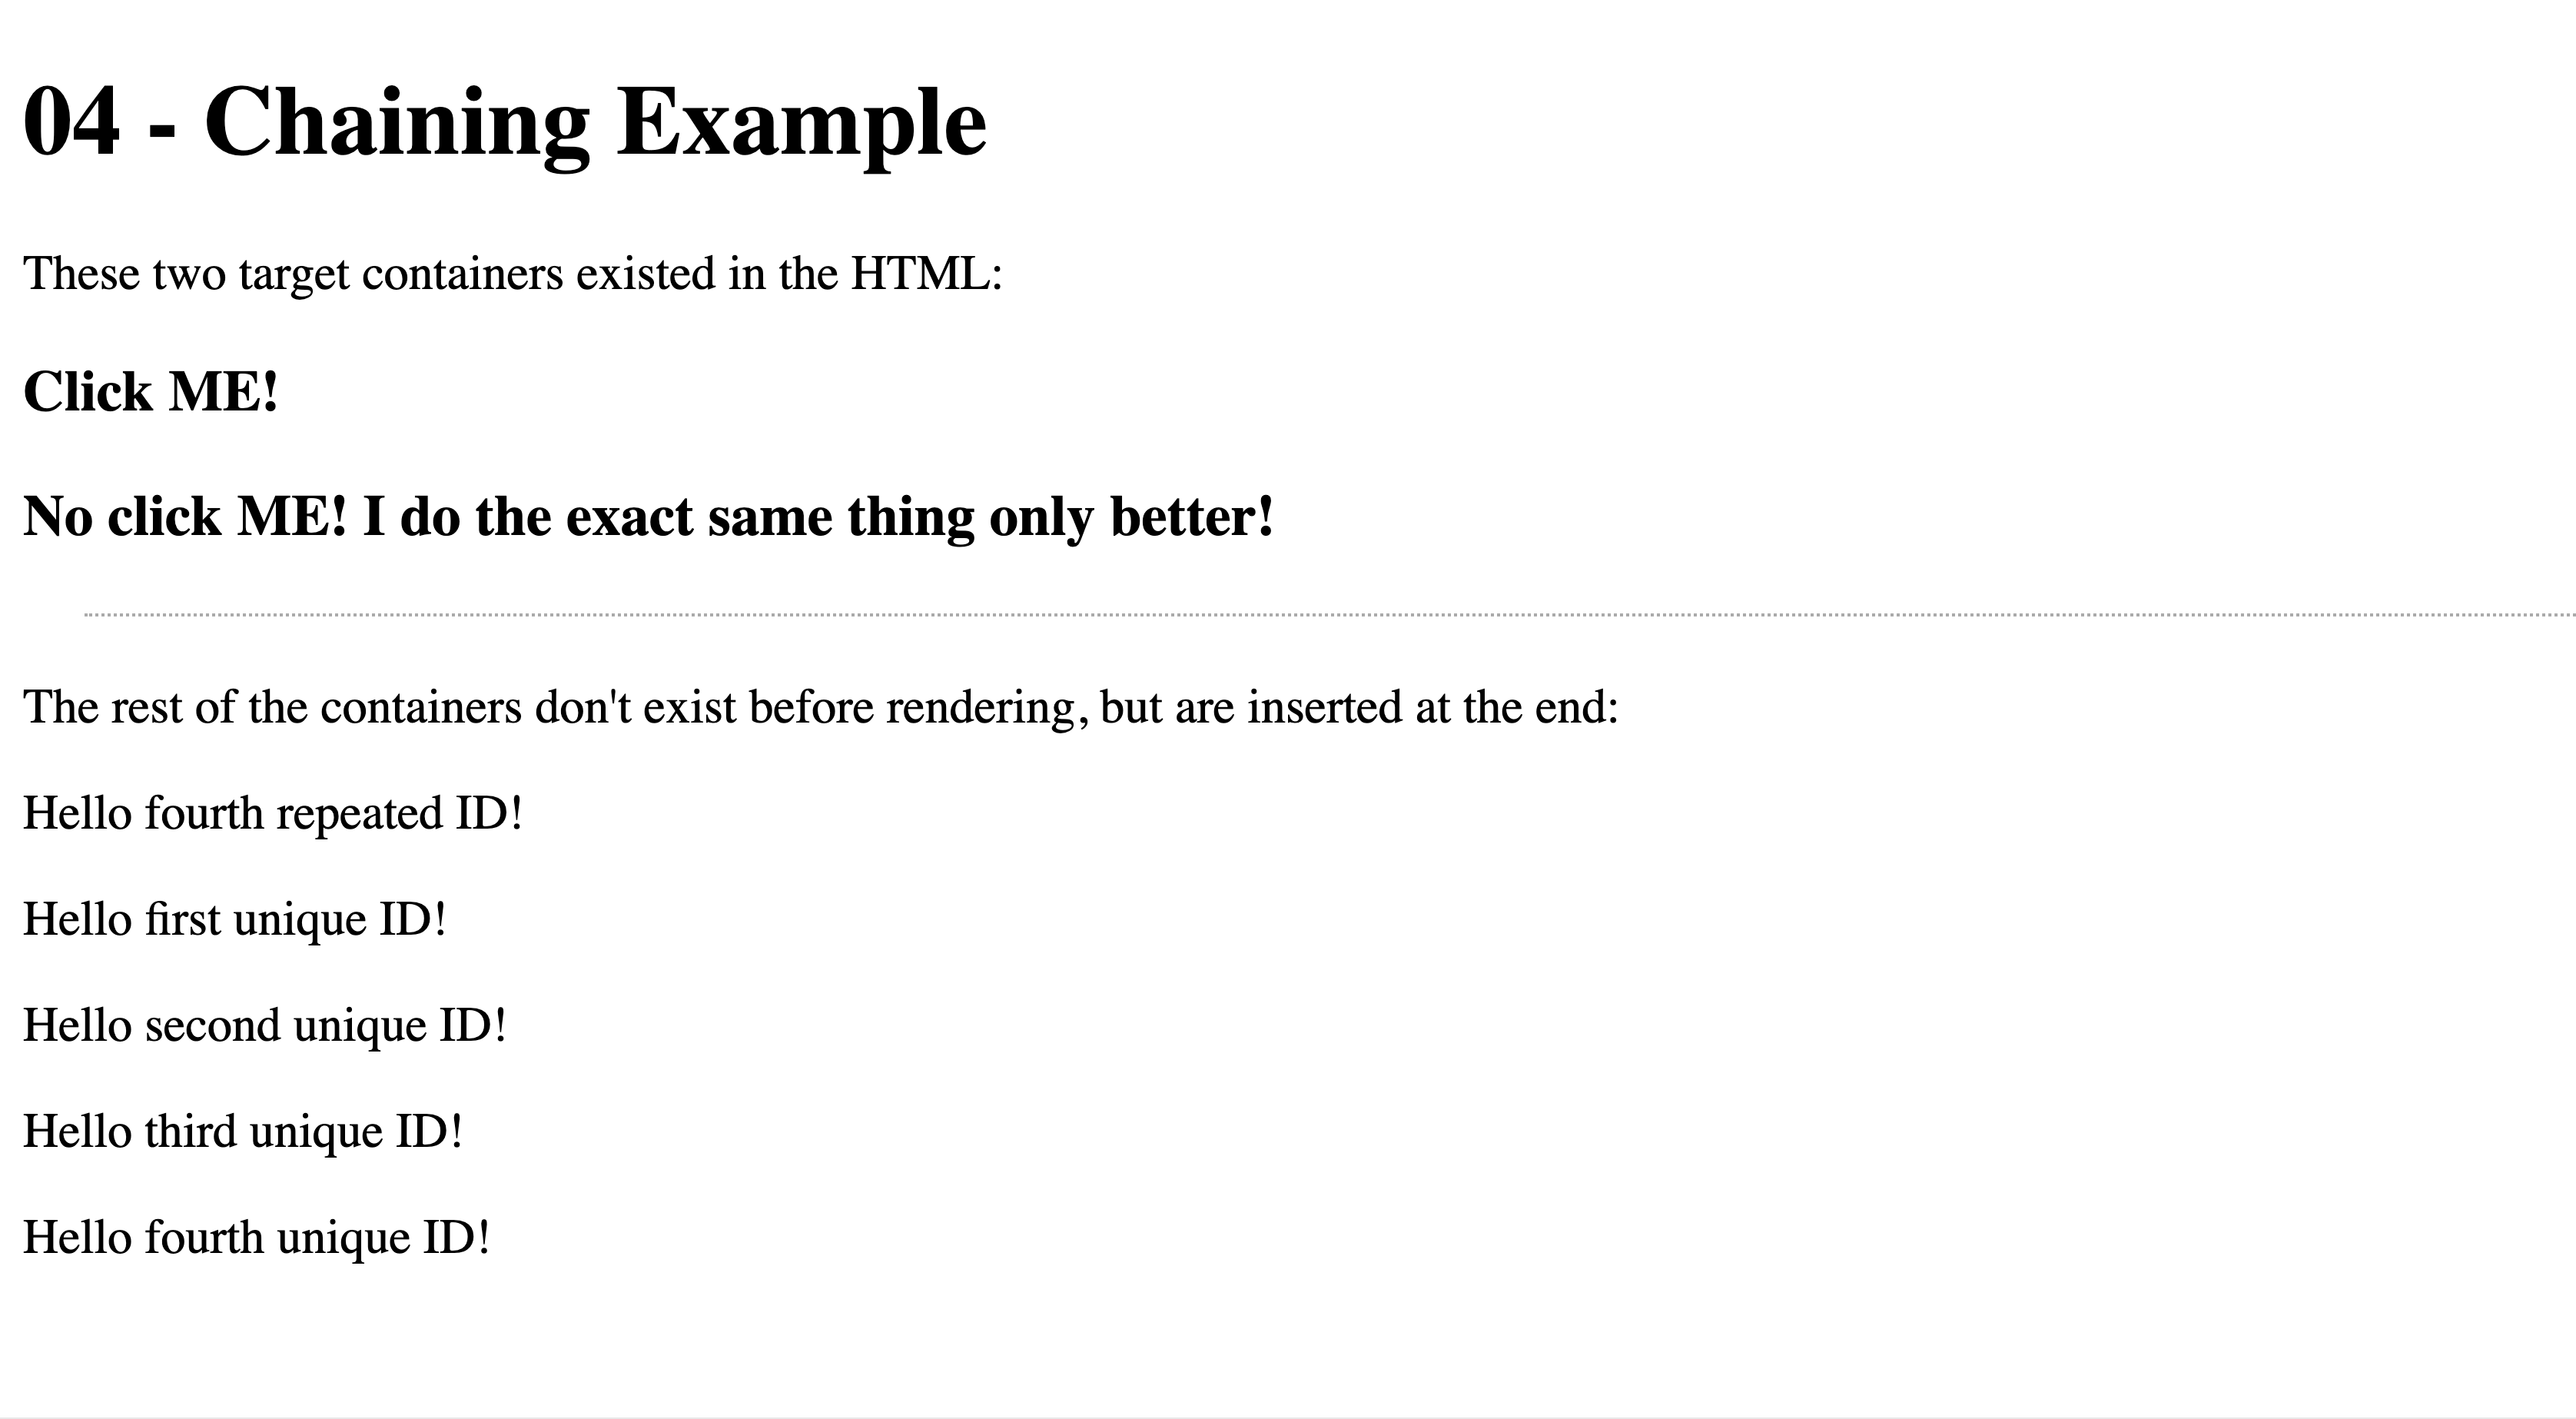 04 - Chaining Example
These two target containers existed in the HTML:
Click ME!
No click ME! I do the exact same thing only better!
The rest of the containers don't exist before rendering, but are inserted at the end:
Hello fourth repeated ID!
Hello first unique ID!
Hello second unique ID!
Hello third unique ID!
Hello fourth unique ID!